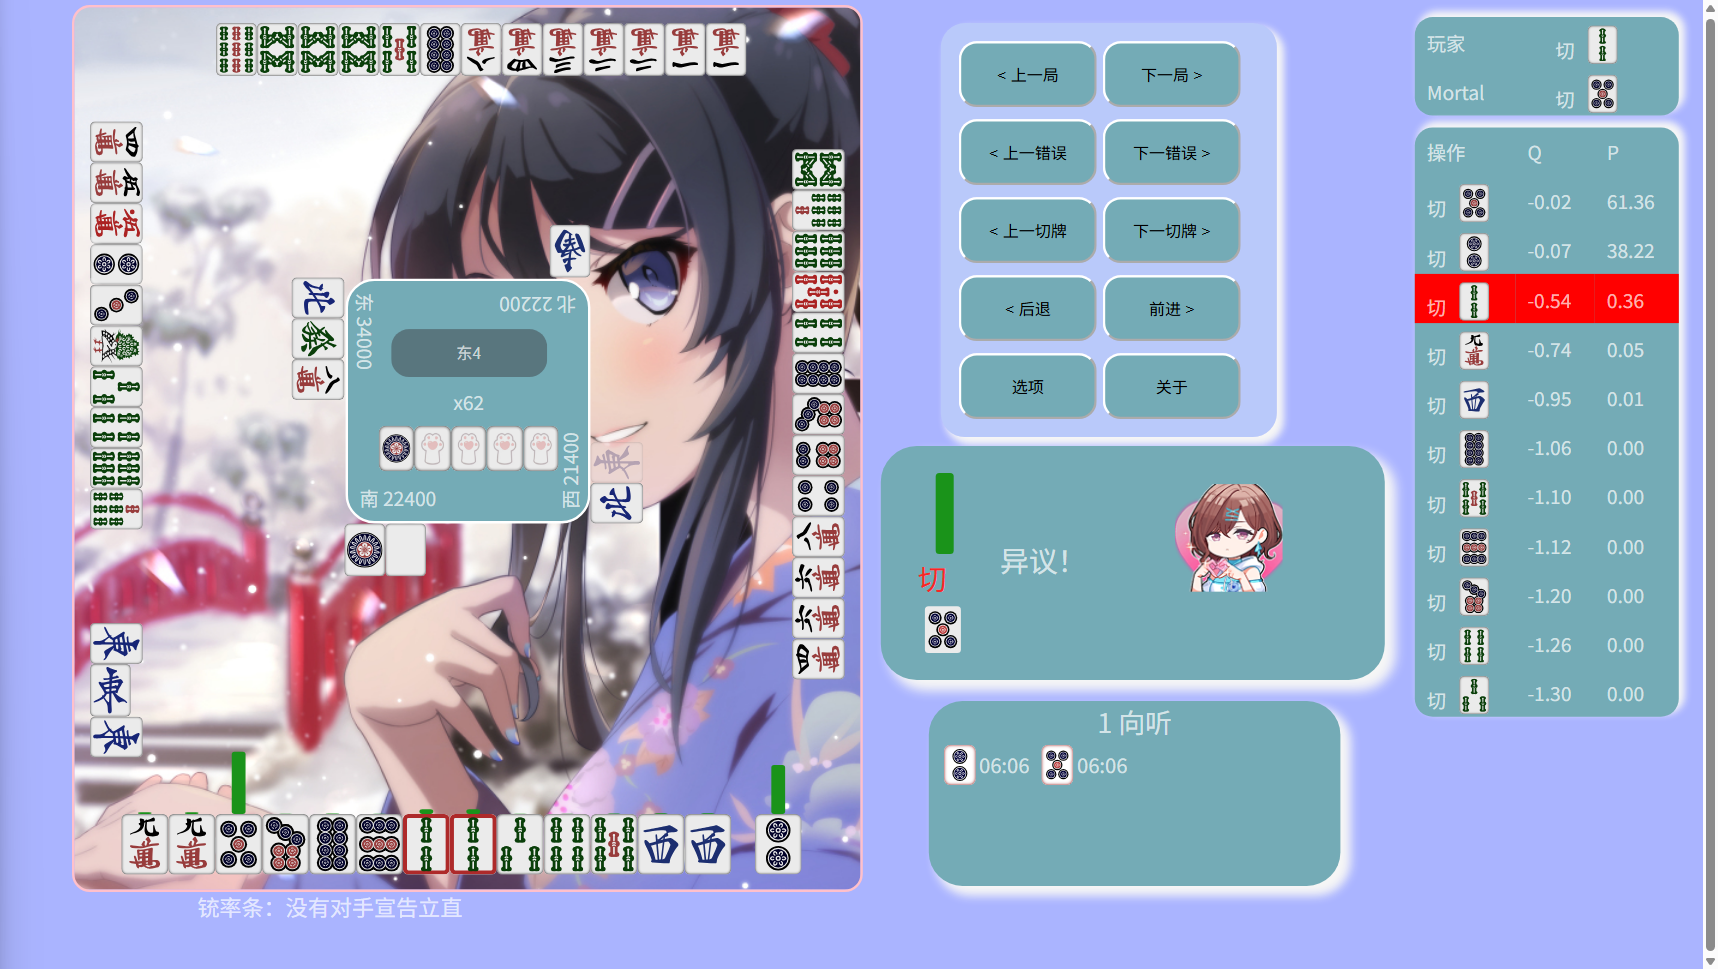 < 上一局
下一局 >
< 上一错误
下一错误 >
< 上一切牌
下一切牌 >
< 后退
前进 >
选项
关于
玩家 切
Mortal 切
操作 Q P
切 -0.02 61.36
切 -0.07 38.22
切 -0.54 0.36
切 -0.74 0.05
切 -0.95 0.01
切 -1.06 0.00
切 -1.10 0.00
切 -1.12 0.00
切 -1.20 0.00
切 -1.26 0.00
切 -1.30 0.00
北 22200
东 34000
东4
x62
南 22400
西 21400
异议！
切
1 向听
06:06 06:06
铳率条：没有对手宣告立直